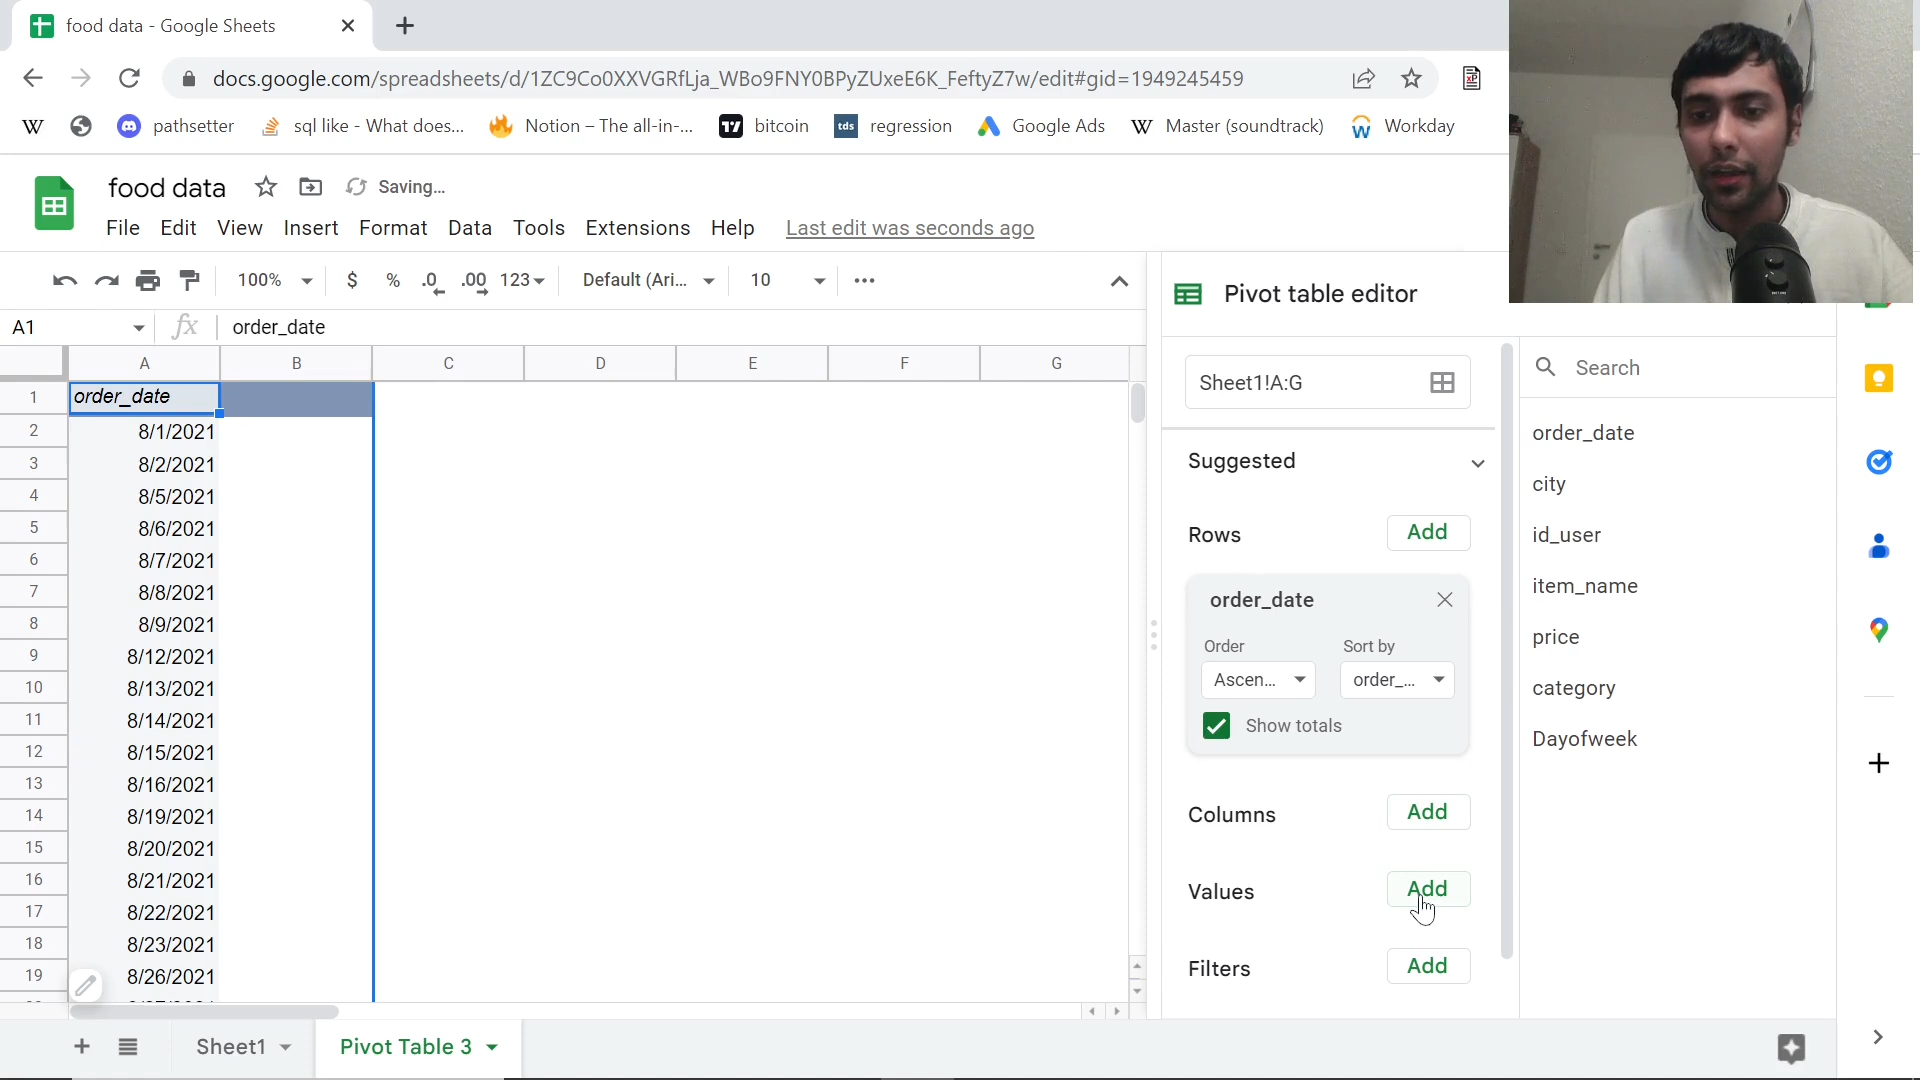 food data - Google Sheets
docs.google.com/spreadsheets/d/1ZC9Co0XXVGRfLja_WBo9FNY0BPyZUxeE6K_FeftyZ7w/edit#gid=1949245459
W pathsetter sql like - What does... Notion – The all-in-... bitcoin tds regression Google Ads W Master (soundtrack) Workday
food data Saving...
File Edit View Insert Format Data Tools Extensions Help Last edit was seconds ago
100% $ % .0 .00 123 Default (Ari... 10 ...
Pivot table editor
A1 fx order_date
A B C D E F G
1 order_date
2 8/1/2021
3 8/2/2021
4 8/5/2021
5 8/6/2021
6 8/7/2021
7 8/8/2021
8 8/9/2021
9 8/12/2021
10 8/13/2021
11 8/14/2021
12 8/15/2021
13 8/16/2021
14 8/19/2021
15 8/20/2021
16 8/21/2021
17 8/22/2021
18 8/23/2021
19 8/26/2021
Sheet1!A:G
Suggested
Rows Add
order_date
Order Sort by
Ascen... order_...
Show totals
Columns Add
Values Add
Filters Add
Search
order_date
city
id_user
item_name
price
category
Dayofweek
Sheet1 Pivot Table 3